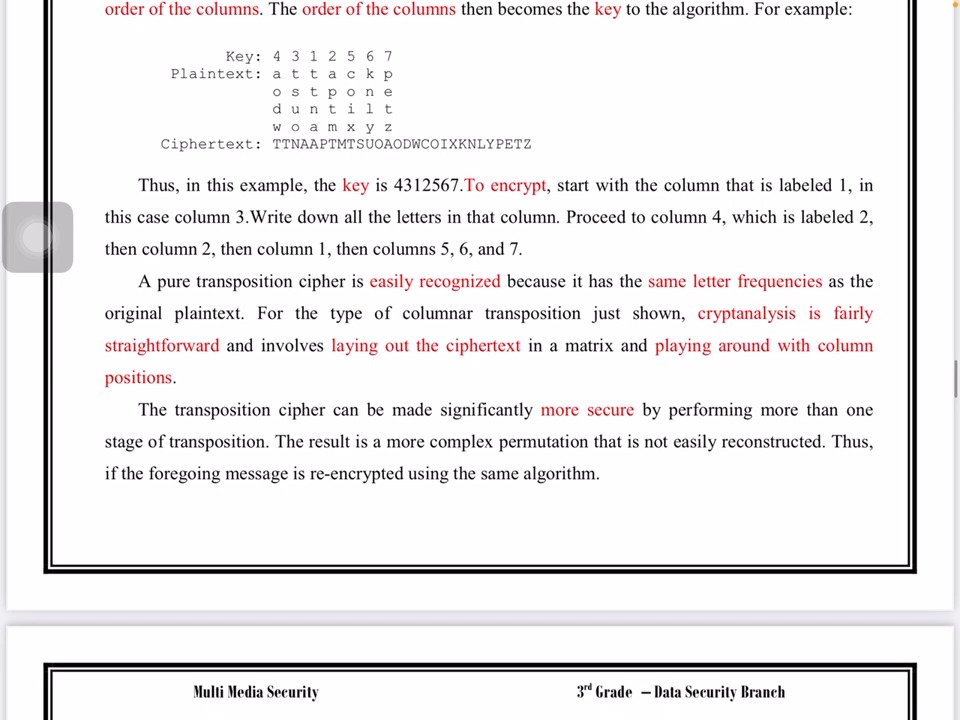 order of the columns. The order of the columns then becomes the key to the algorithm. For example:
Key: 4 3 1 2 5 6 7
Plaintext: a t t a c k p
o s t p o n e
d u n t i l t
w o a m x y z
Ciphertext: TTNAAPTMTSUOAODWCOIXKNLYPETZ
Thus, in this example, the key is 4312567.To encrypt, start with the column that is labeled 1, in
this case column 3.Write down all the letters in that column. Proceed to column 4, which is labeled 2,
then column 2, then column 1, then columns 5, 6, and 7.
A pure transposition cipher is easily recognized because it has the same letter frequencies as the
original plaintext. For the type of columnar transposition just shown, cryptanalysis is fairly
straightforward and involves laying out the ciphertext in a matrix and playing around with column
positions.
The transposition cipher can be made significantly more secure by performing more than one
stage of transposition. The result is a more complex permutation that is not easily reconstructed. Thus,
if the foregoing message is re-encrypted using the same algorithm.
Multi Media Security 3rd Grade – Data Security Branch